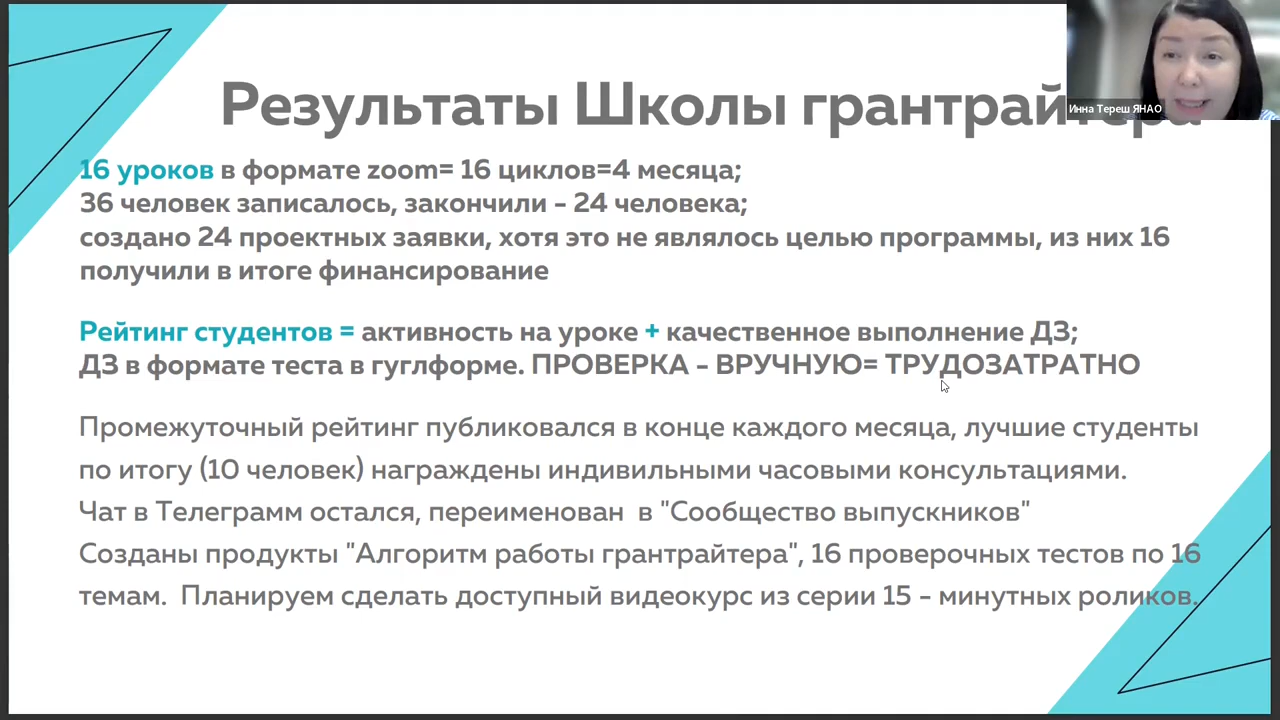 Результаты Школы грантрайтера
Инна Тереш ЯНАО
16 уроков в формате zoom= 16 циклов=4 месяца;
36 человек записалось, закончили - 24 человека;
создано 24 проектных заявки, хотя это не являлось целью программы, из них 16
получили в итоге финансирование
Рейтинг студентов = активность на уроке + качественное выполнение ДЗ;
ДЗ в формате теста в гуглформе. ПРОВЕРКА - ВРУЧНУЮ= ТРУДОЗАТРАТНО
Промежуточный рейтинг публиковался в конце каждого месяца, лучшие студенты
по итогу (10 человек) награждены индивильными часовыми консультациями.
Чат в Телеграмм остался, переименован  в "Сообщество выпускников"
Созданы продукты "Алгоритм работы грантрайтера", 16 проверочных тестов по 16
темам.  Планируем сделать доступный видеокурс из серии 15 - минутных роликов.